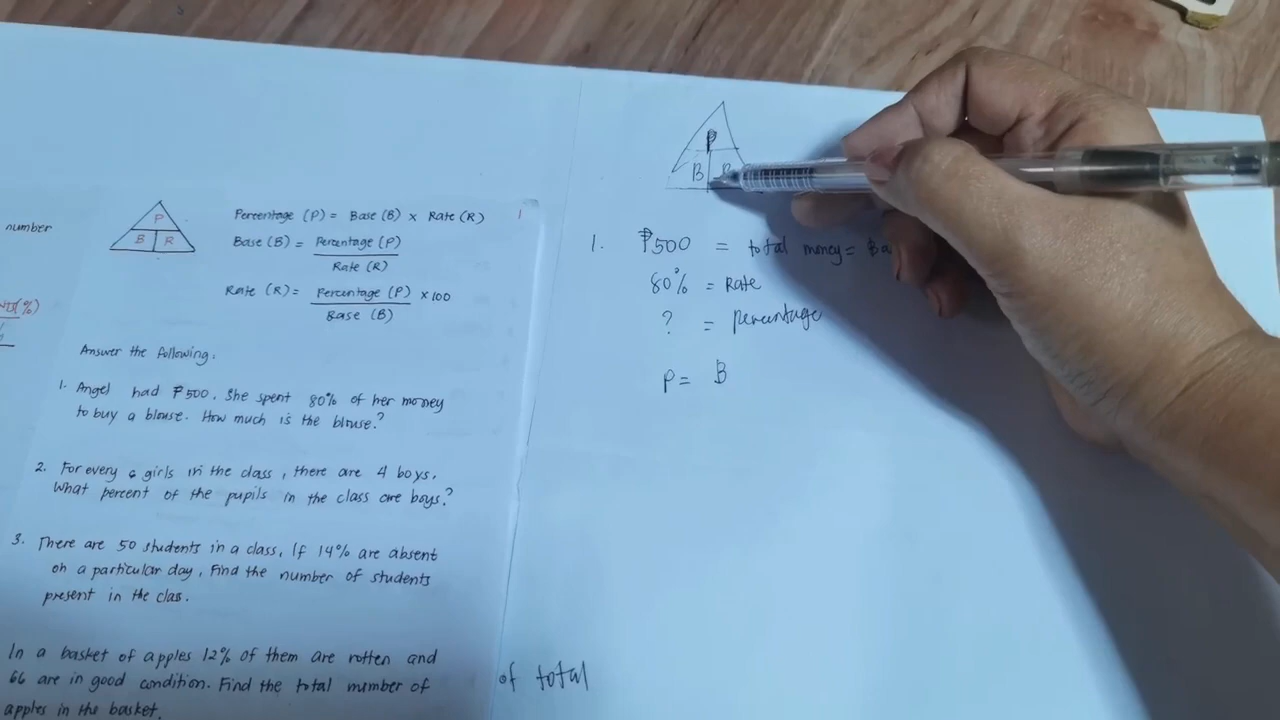 number
P
B R
Percentage (P) = Base (B) × Rate (R)
Base (B) = Percentage (P)
Rate (R)
Rate (R) = Percentage (P) × 100
Base (B)
Answer the following:
1. Angel had ₱500. She spent 80% of her money
to buy a blouse. How much is the blouse?
2. For every 6 girls in the class, there are 4 boys.
What percent of the pupils in the class are boys?
3. There are 50 students in a class, If 14% are absent
on a particular day, Find the number of students
present in the clas.
In a basket of apples 12% of them are rotten and
66 are in good condition. Find the total number of
apples in the basket.
1
P
B
1. ₱500 = total money = Ba
80% = Rate
? = percentage
P = B
of total